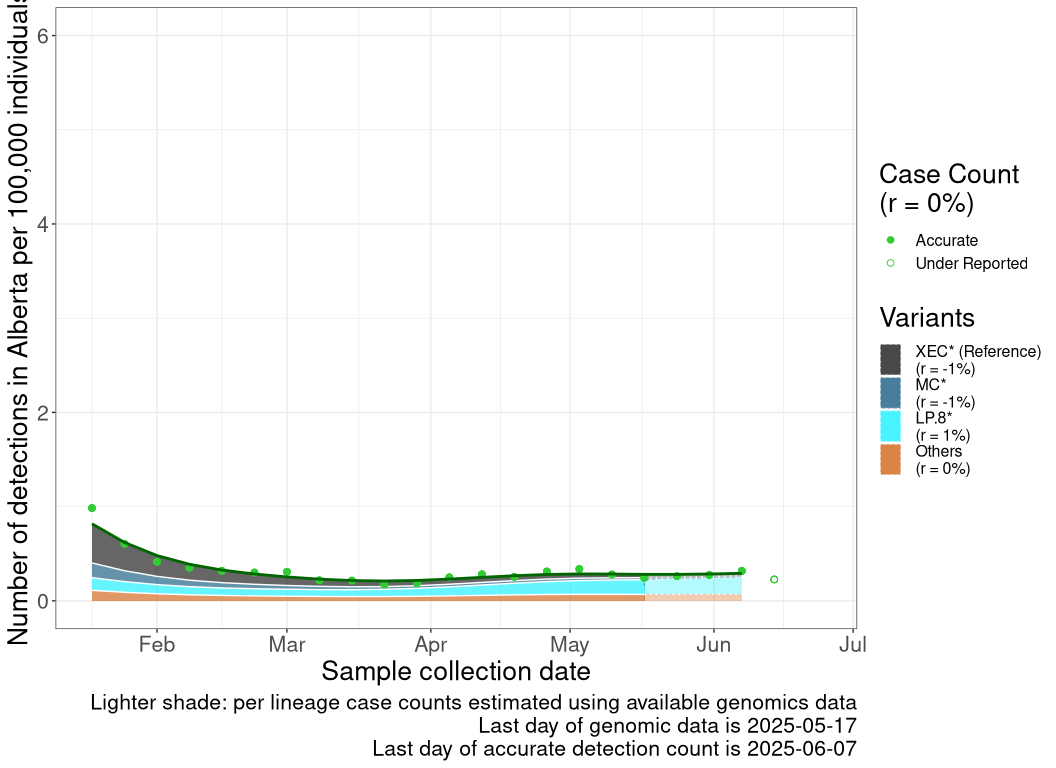 Number of detections in Alberta per 100,000 individuals
6
4
2
0
Feb
Mar
Apr
May
Jun
Jul
Sample collection date
Lighter shade: per lineage case counts estimated using available genomics data
Last day of genomic data is 2025-05-17
Last day of accurate detection count is 2025-06-07
Case Count
(r = 0%)
Accurate
Under Reported
Variants
XEC* (Reference)
(r = -1%)
MC*
(r = -1%)
LP.8*
(r = 1%)
Others
(r = 0%)